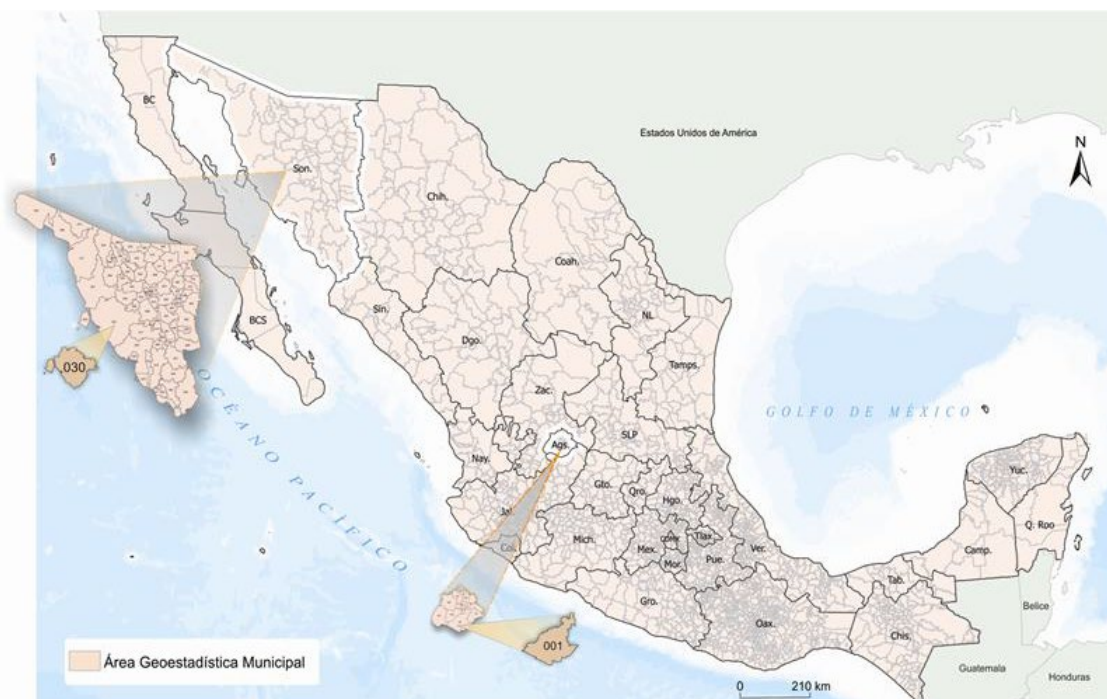 BC
Estados Unidos de América
N
Son.
Chih.
Coah.
BCS
Sin.
NL
Dgo.
030
Tamps.
Zac.
OCÉANO PACÍFICO
GOLFO DE MÉXICO
SLP
Ags.
Nay.
Yuc.
Gto.
Qro.
Hgo.
Jal.
Q. Roo
Col.
Mich.
CDMX
Tlax.
Mex.
Ver.
Camp.
Mor.
Pue.
Tab.
Gro.
Belice
Oax.
Chis.
001
Área Geoestadística Municipal
Guatemala
Honduras
0 210 km